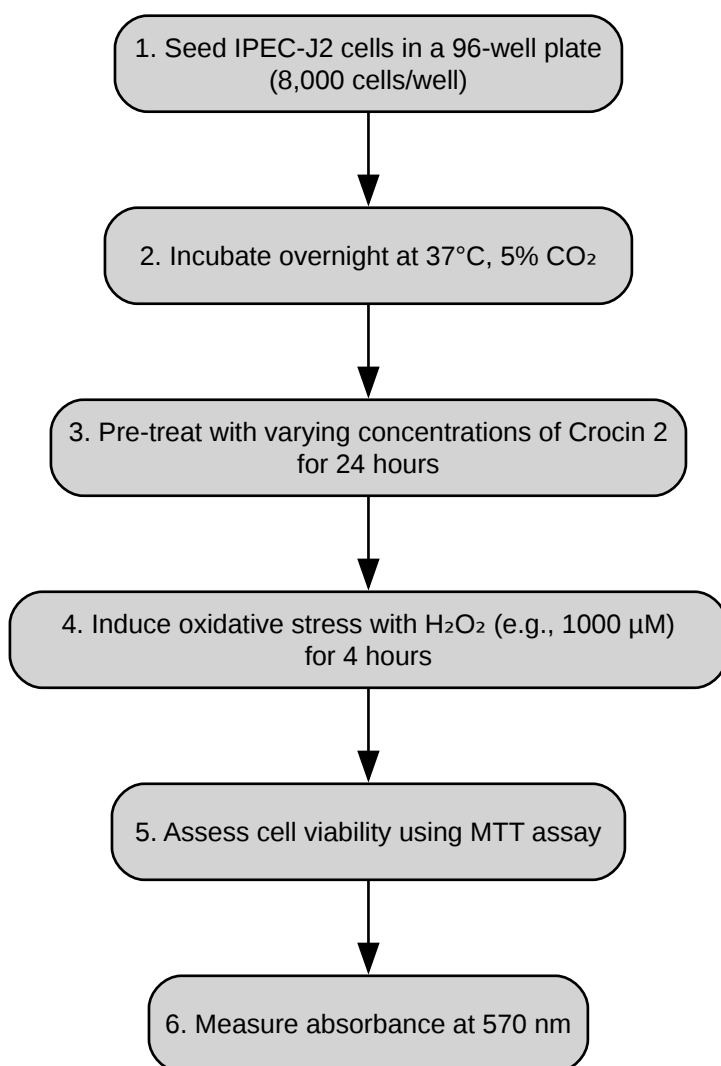 1. Seed IPEC-J2 cells in a 96-well plate
(8,000 cells/well)
2. Incubate overnight at 37°C, 5% CO₂
3. Pre-treat with varying concentrations of Crocin 2
for 24 hours
4. Induce oxidative stress with H₂O₂ (e.g., 1000 µM)
for 4 hours
5. Assess cell viability using MTT assay
6. Measure absorbance at 570 nm